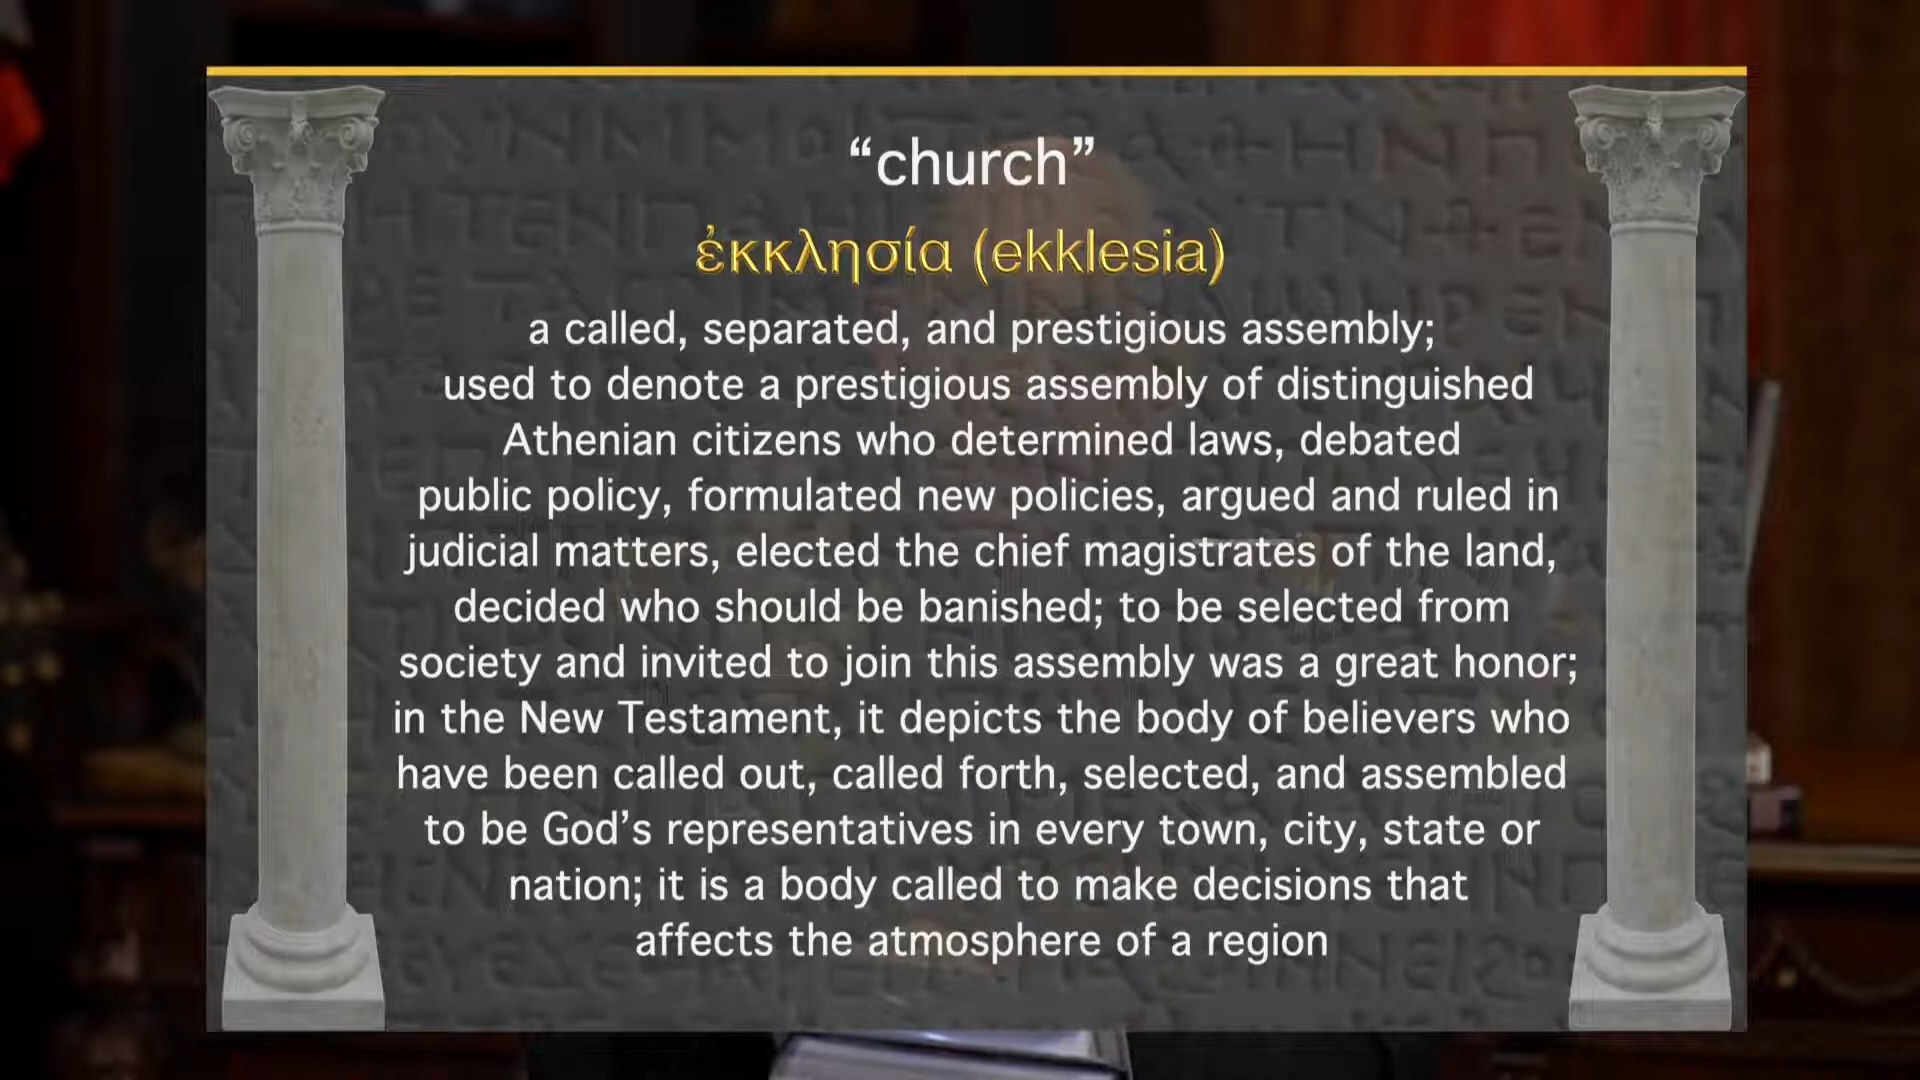 “church”
ἐκκλησία (ekklesia)
a called, separated, and prestigious assembly;
used to denote a prestigious assembly of distinguished
Athenian citizens who determined laws, debated
public policy, formulated new policies, argued and ruled in
judicial matters, elected the chief magistrates of the land,
decided who should be banished; to be selected from
society and invited to join this assembly was a great honor;
in the New Testament, it depicts the body of believers who
have been called out, called forth, selected, and assembled
to be God’s representatives in every town, city, state or
nation; it is a body called to make decisions that
affects the atmosphere of a region